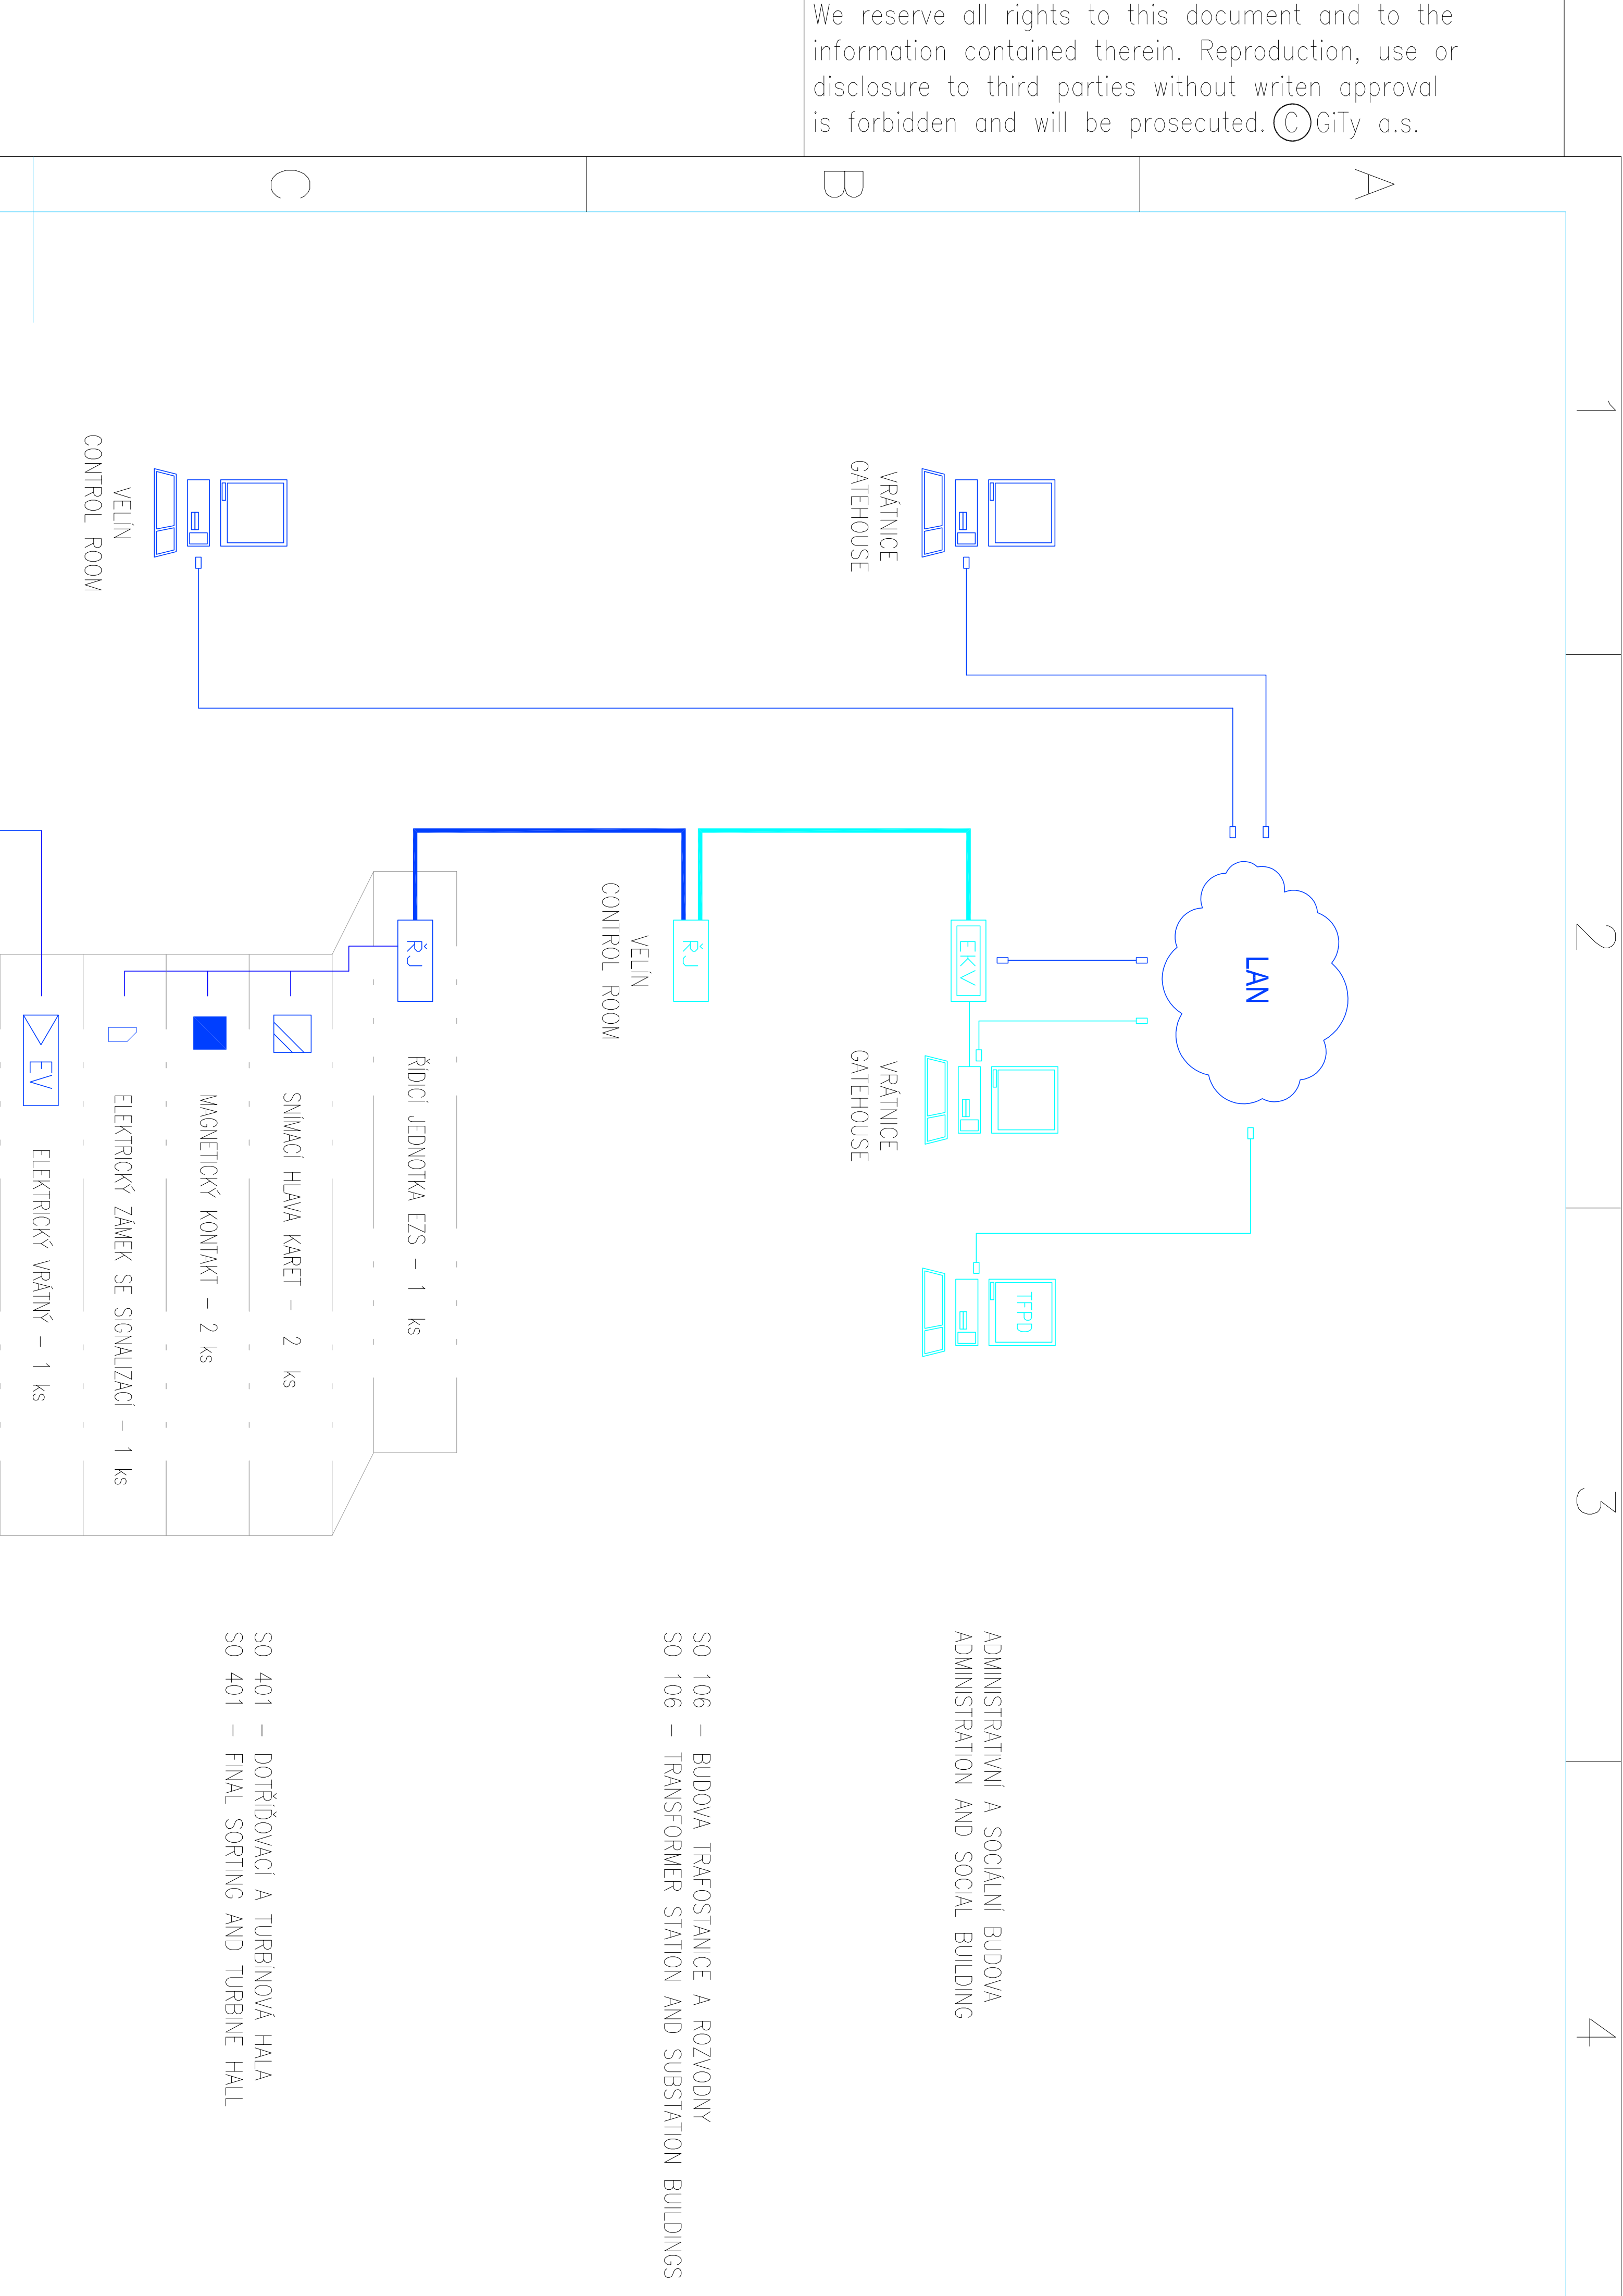 We reserve all rights to this document and to the
information contained therein. Reproduction, use or
disclosure to third parties without writen approval
is forbidden and will be prosecuted. © GiTy a.s.
1
2
3
4
A
B
C
LAN
VRÁTNICE
GATEHOUSE
EKV
VRÁTNICE
GATEHOUSE
TFPD
ADMINISTRATIVNÍ A SOCIÁLNÍ BUDOVA
ADMINISTRATION AND SOCIAL BUILDING
ŘJ
VELÍN
CONTROL ROOM
SO 106 - BUDOVA TRAFOSTANICE A ROZVODNY
SO 106 - TRANSFORMER STATION AND SUBSTATION BUILDINGS
VELÍN
CONTROL ROOM
ŘJ
ŘÍDICÍ JEDNOTKA EZS - 1 ks
SNÍMACÍ HLAVA KARET - 2 ks
MAGNETICKÝ KONTAKT - 2 ks
ELEKTRICKÝ ZÁMEK SE SIGNALIZACÍ - 1 ks
EV
ELEKTRICKÝ VRÁTNÝ - 1 ks
SO 401 - DOTŘÍĎOVACÍ A TURBÍNOVÁ HALA
SO 401 - FINAL SORTING AND TURBINE HALL